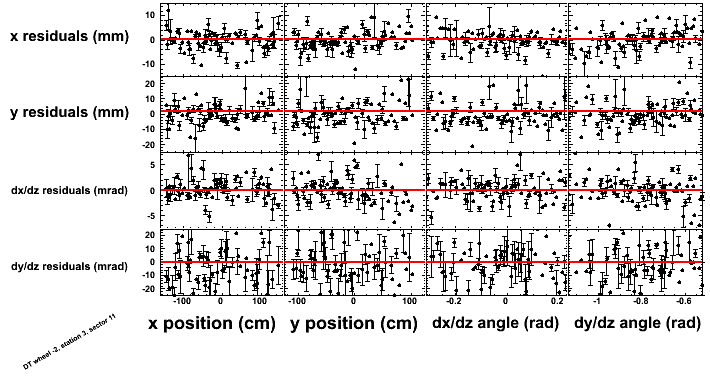 x residuals (mm)
10
0
-10
y residuals (mm)
20
10
0
-10
-20
dx/dz residuals (mrad)
5
0
-5
dy/dz residuals (mrad)
20
10
0
-10
-20
-100 0 100 -100 0 100 -0.2 0 0.2 -1 -0.8 -0.6
x position (cm) y position (cm) dx/dz angle (rad) dy/dz angle (rad)
DT wheel -2, station 3, sector 11